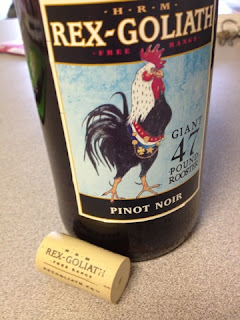 · H · R · M ·
REX-GOLIATH
· FREE RANGE ·
GIANT
47
POUND
ROOSTER
PINOT NOIR
H · R · M
REX-GOLIATH
FREE RANGE